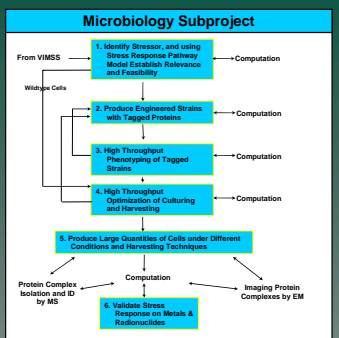 Microbiology Subproject
1. Identify Stressor, and using
Stress Response Pathway
Model Establish Relevance
and Feasibility
From VIMSS
Computation
Wildtype Cells
2. Produce Engineered Strains
with Tagged Proteins
Computation
3. High Throughput
Phenotyping of Tagged
Strains
Computation
4. High Throughput
Optimization of Culturing
and Harvesting
Computation
5. Produce Large Quantities of Cells under Different
Conditions and Harvesting Techniques
Computation
Protein Complex
Isolation and ID
by MS
Imaging Protein
Complexes by EM
6. Validate Stress
Response on Metals &
Radionuclides